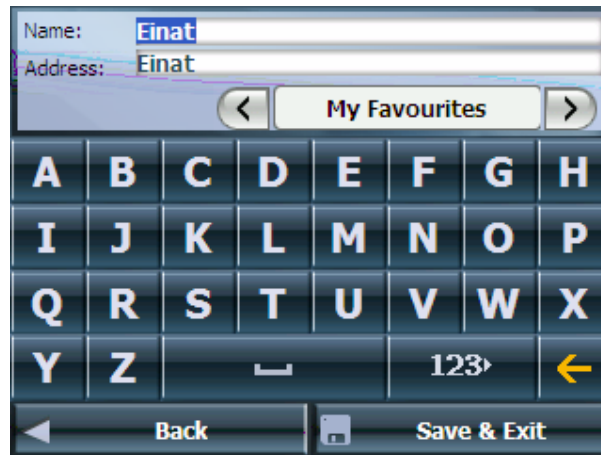 Name: Einat
Address: Einat
< My Favourites >
A B C D E F G H
I J K L M N O P
Q R S T U V W X
Y Z 123
Back Save & Exit